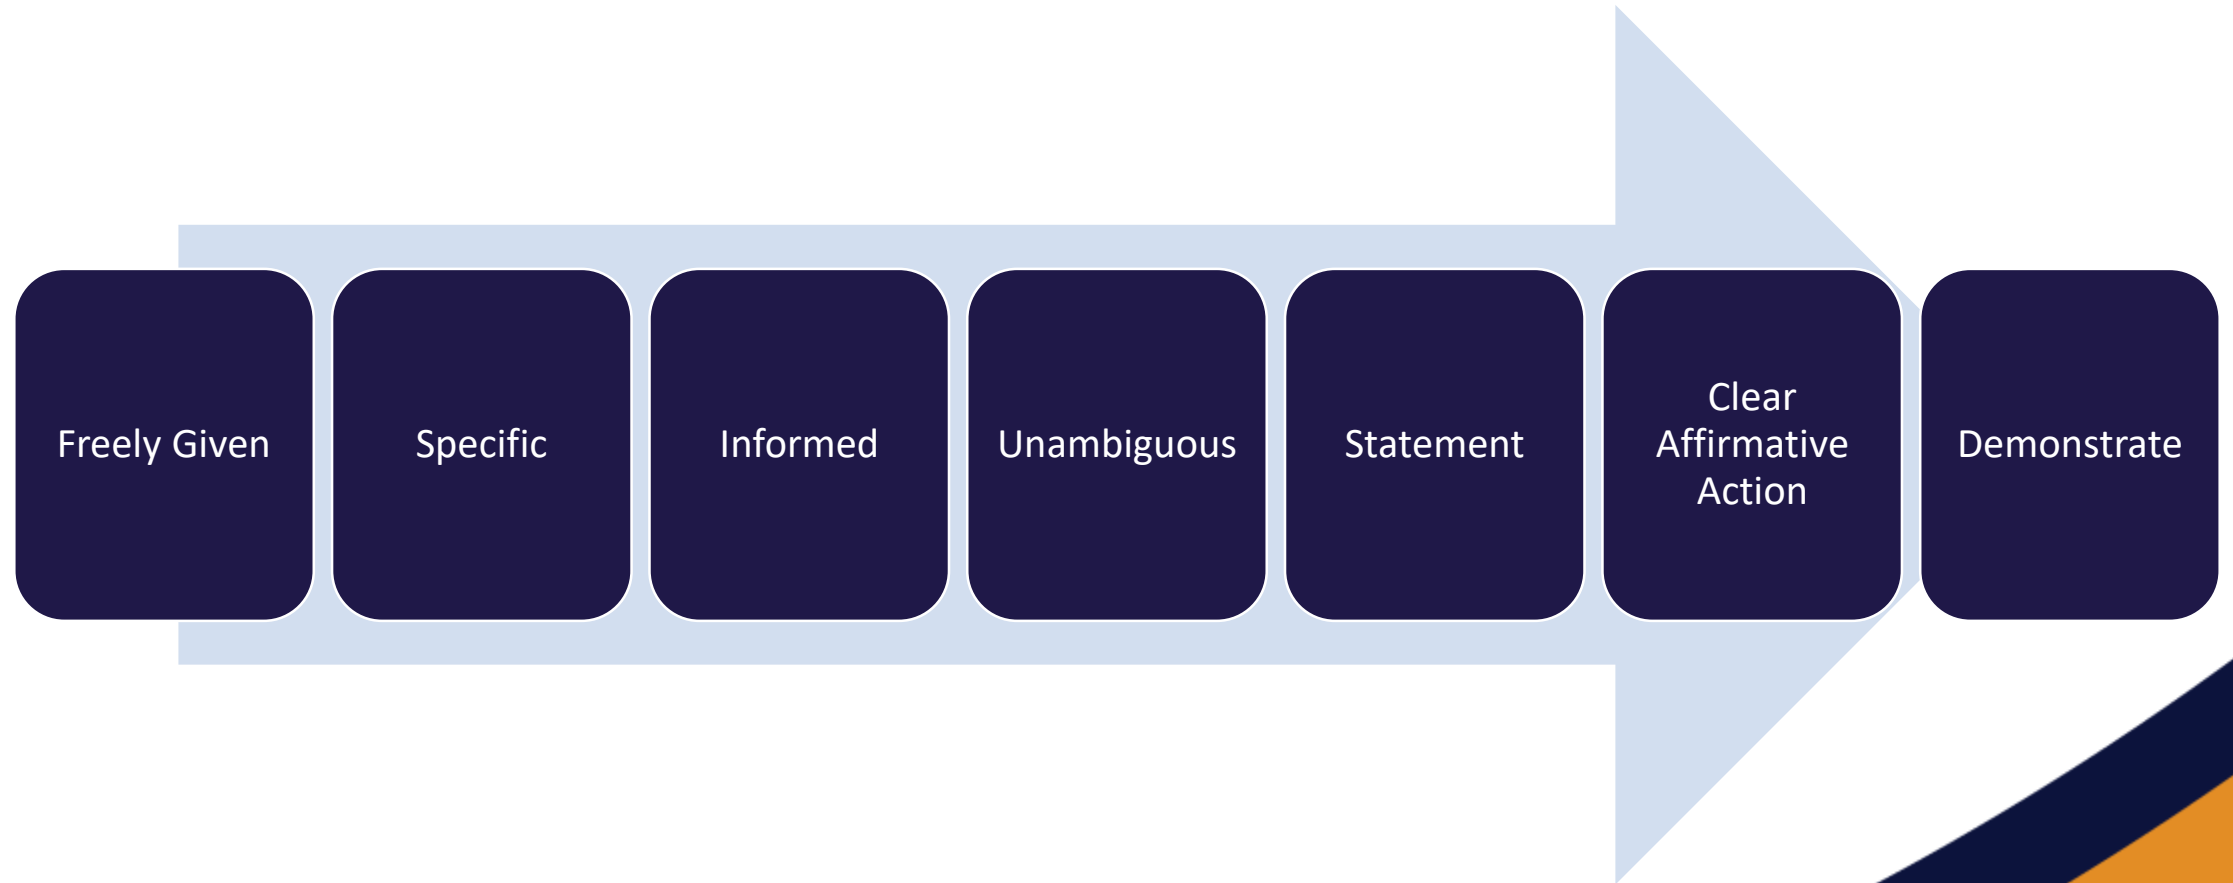 Freely Given
Specific
Informed
Unambiguous
Statement
Clear
Affirmative
Action
Demonstrate